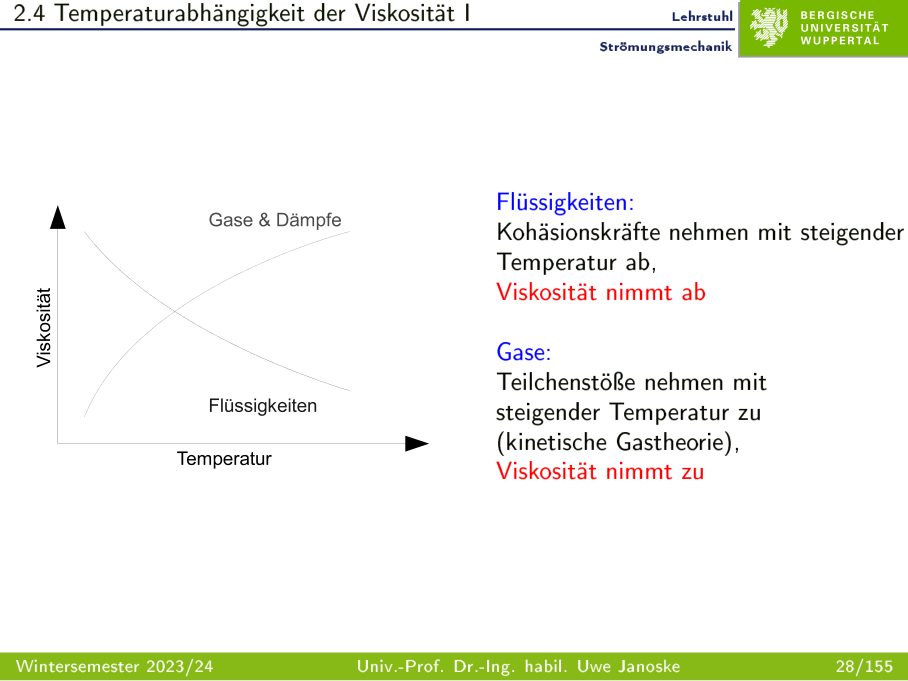 2.4 Temperaturabhängigkeit der Viskosität I
Lehrstuhl
Strömungsmechanik
BERGISCHE
UNIVERSITÄT
WUPPERTAL
Gase & Dämpfe
Viskosität
Flüssigkeiten
Temperatur
Flüssigkeiten:
Kohäsionskräfte nehmen mit steigender
Temperatur ab,
Viskosität nimmt ab
Gase:
Teilchenstöße nehmen mit
steigender Temperatur zu
(kinetische Gastheorie),
Viskosität nimmt zu
Wintersemester 2023/24
Univ.-Prof. Dr.-Ing. habil. Uwe Janoske
28/155